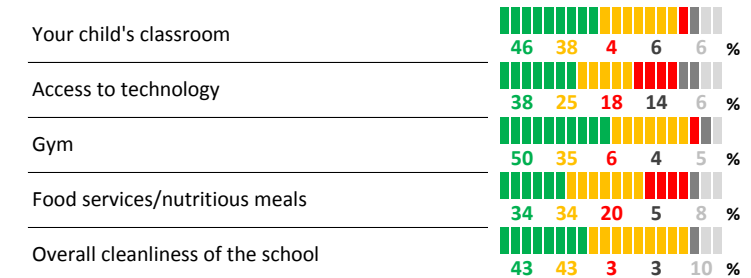 Your child's classroom
46 38 4 6 6 %
Access to technology
38 25 18 14 6 %
Gym
50 35 6 4 5 %
Food services/nutritious meals
34 34 20 5 8 %
Overall cleanliness of the school
43 43 3 3 10 %